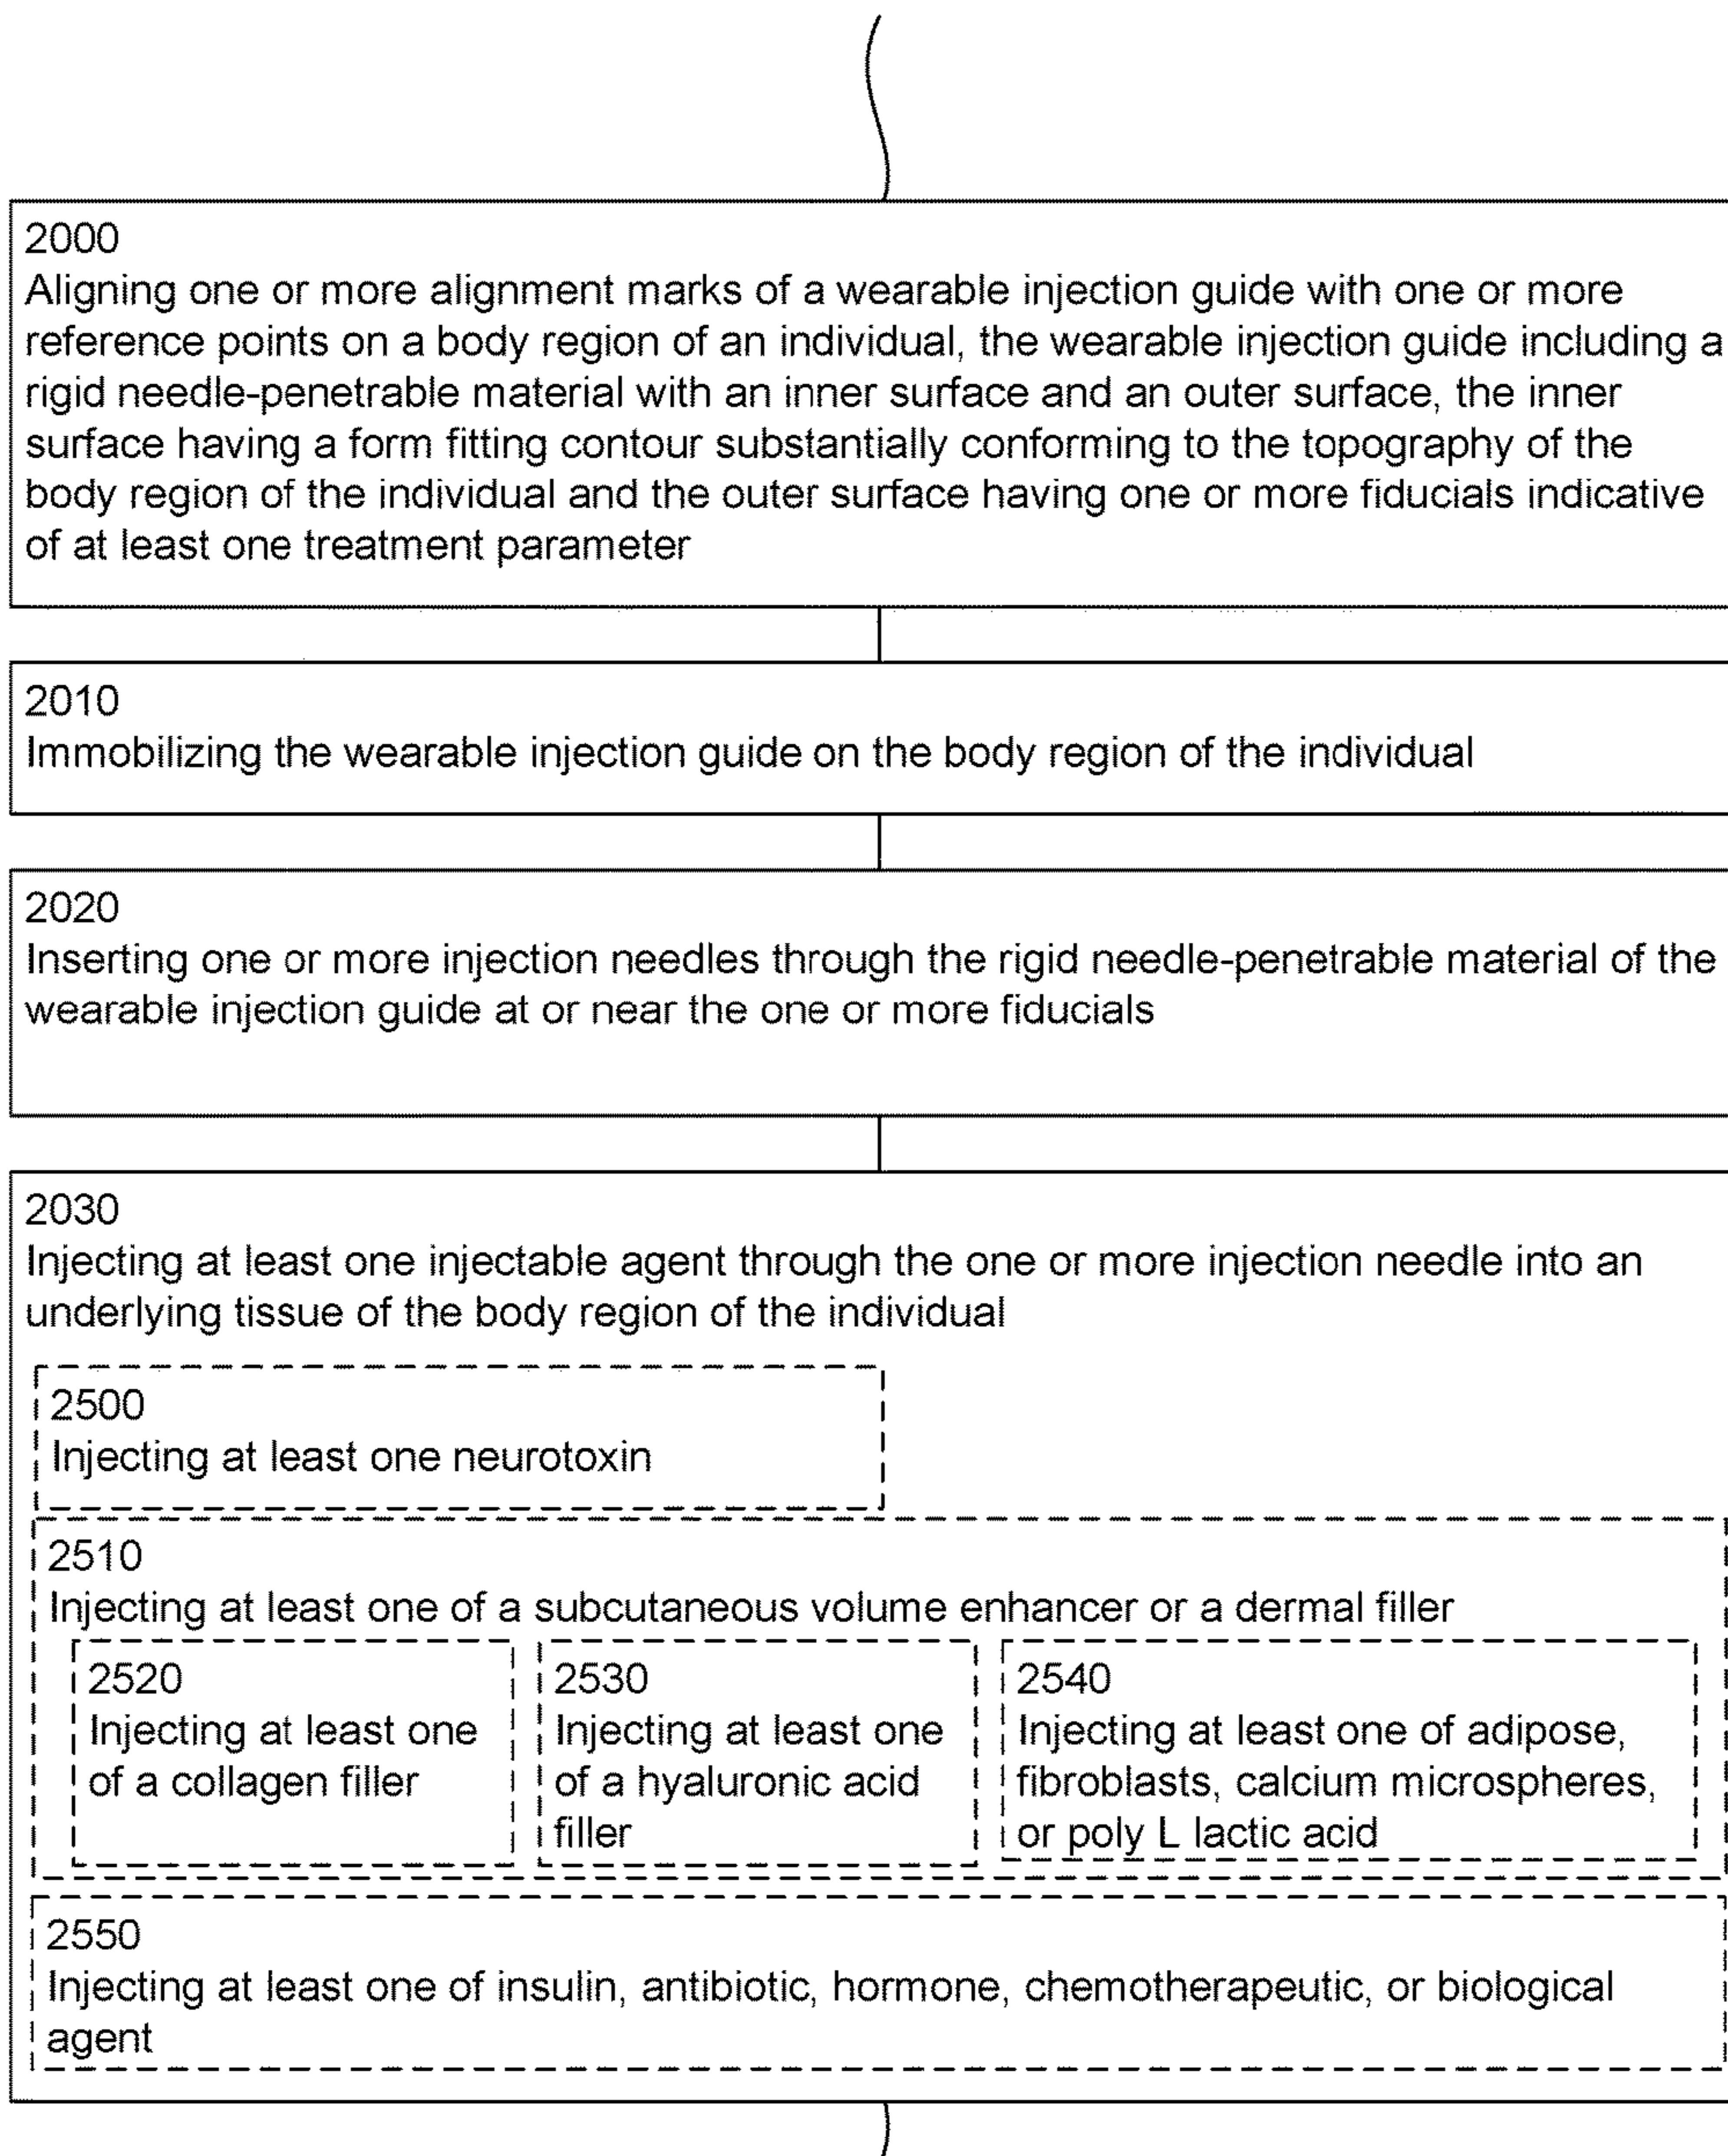 2000
Aligning one or more alignment marks of a wearable injection guide with one or more
reference points on a body region of an individual, the wearable injection guide including a
rigid needle-penetrable material with an inner surface and an outer surface, the inner
surface having a form fitting contour substantially conforming to the topography of the
body region of the individual and the outer surface having one or more fiducials indicative
of at least one treatment parameter
2010
Immobilizing the wearable injection guide on the body region of the individual
2020
Inserting one or more injection needles through the rigid needle-penetrable material of the
wearable injection guide at or near the one or more fiducials
2030
Injecting at least one injectable agent through the one or more injection needle into an
underlying tissue of the body region of the individual
2500
Injecting at least one neurotoxin
2510
Injecting at least one of a subcutaneous volume enhancer or a dermal filler
2520
Injecting at least one
of a collagen filler
2530
Injecting at least one
of a hyaluronic acid
filler
2540
Injecting at least one of adipose,
fibroblasts, calcium microspheres,
or poly L lactic acid
2550
Injecting at least one of insulin, antibiotic, hormone, chemotherapeutic, or biological
agent